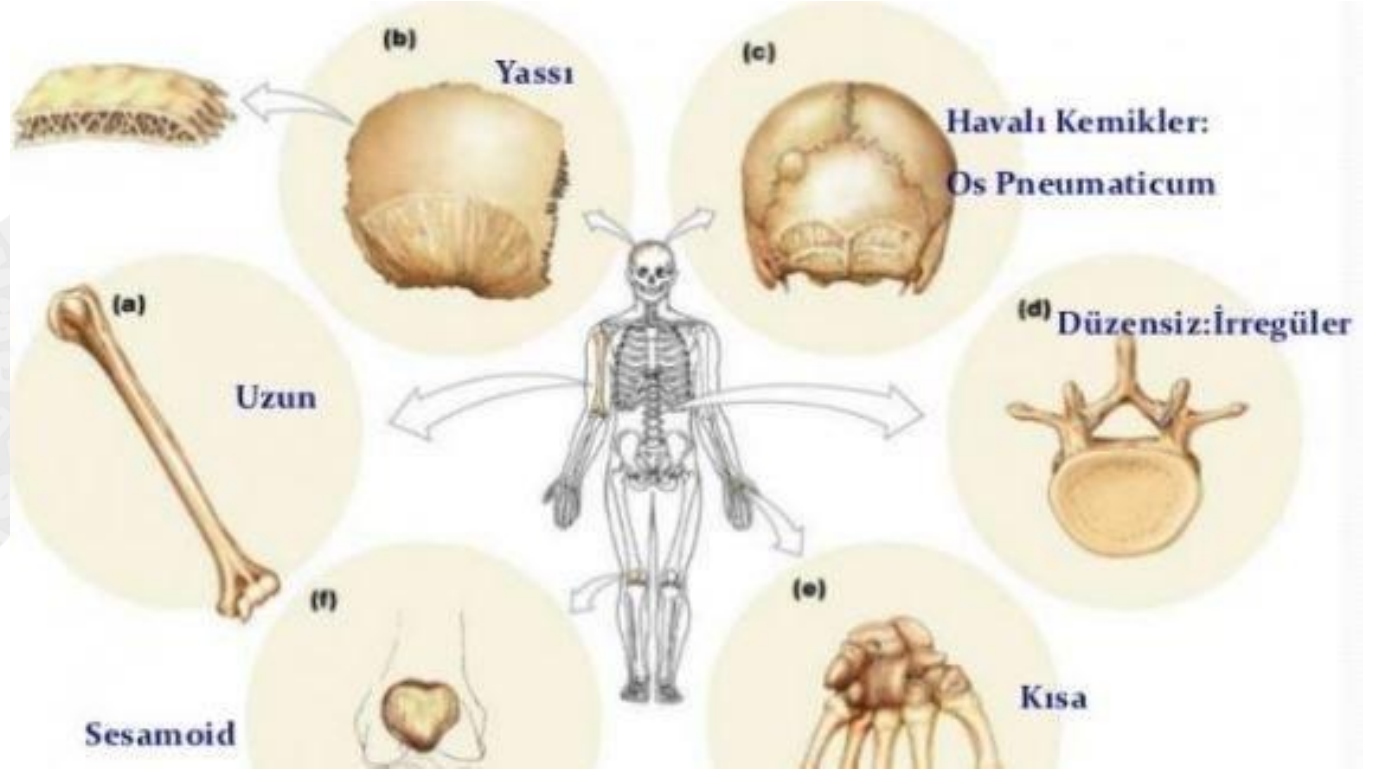 (b)
Yassı
(c)
Havalı Kemikler:
Os Pneumaticum
(a)
Uzun
(d)
Düzensiz:İrregüler
(f)
Sesamoid
(e)
Kısa